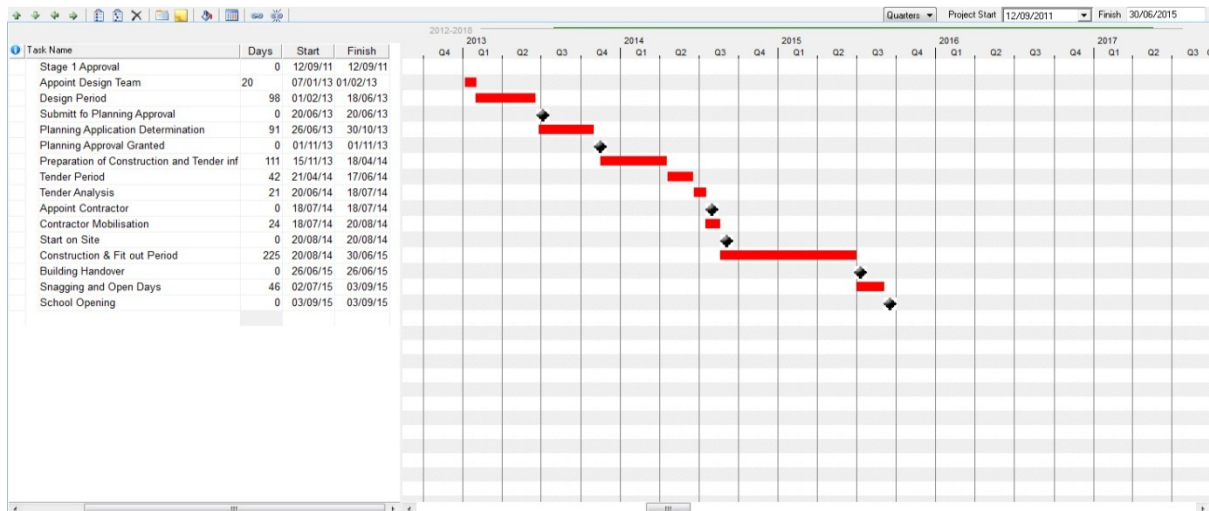 Quarters Project Start 12/09/2011 Finish 30/06/2015
2012-2018
2013 2014 2015 2016 2017
Task Name Days Start Finish Q4 Q1 Q2 Q3 Q4 Q1 Q2 Q3 Q4 Q1 Q2 Q3 Q4 Q1 Q2 Q3 Q4 Q1 Q2 Q3
Stage 1 Approval 0 12/09/11 12/09/11
Appoint Design Team 20 07/01/13 01/02/13
Design Period 98 01/02/13 18/06/13
Submitt fo Planning Approval 0 20/06/13 20/06/13
Planning Application Determination 91 26/06/13 30/10/13
Planning Approval Granted 0 01/11/13 01/11/13
Preparation of Construction and Tender inf 111 15/11/13 18/04/14
Tender Period 42 21/04/14 17/06/14
Tender Analysis 21 20/06/14 18/07/14
Appoint Contractor 0 18/07/14 18/07/14
Contractor Mobilisation 24 18/07/14 20/08/14
Start on Site 0 20/08/14 20/08/14
Construction & Fit out Period 225 20/08/14 30/06/15
Building Handover 0 26/06/15 26/06/15
Snagging and Open Days 46 02/07/15 03/09/15
School Opening 0 03/09/15 03/09/15